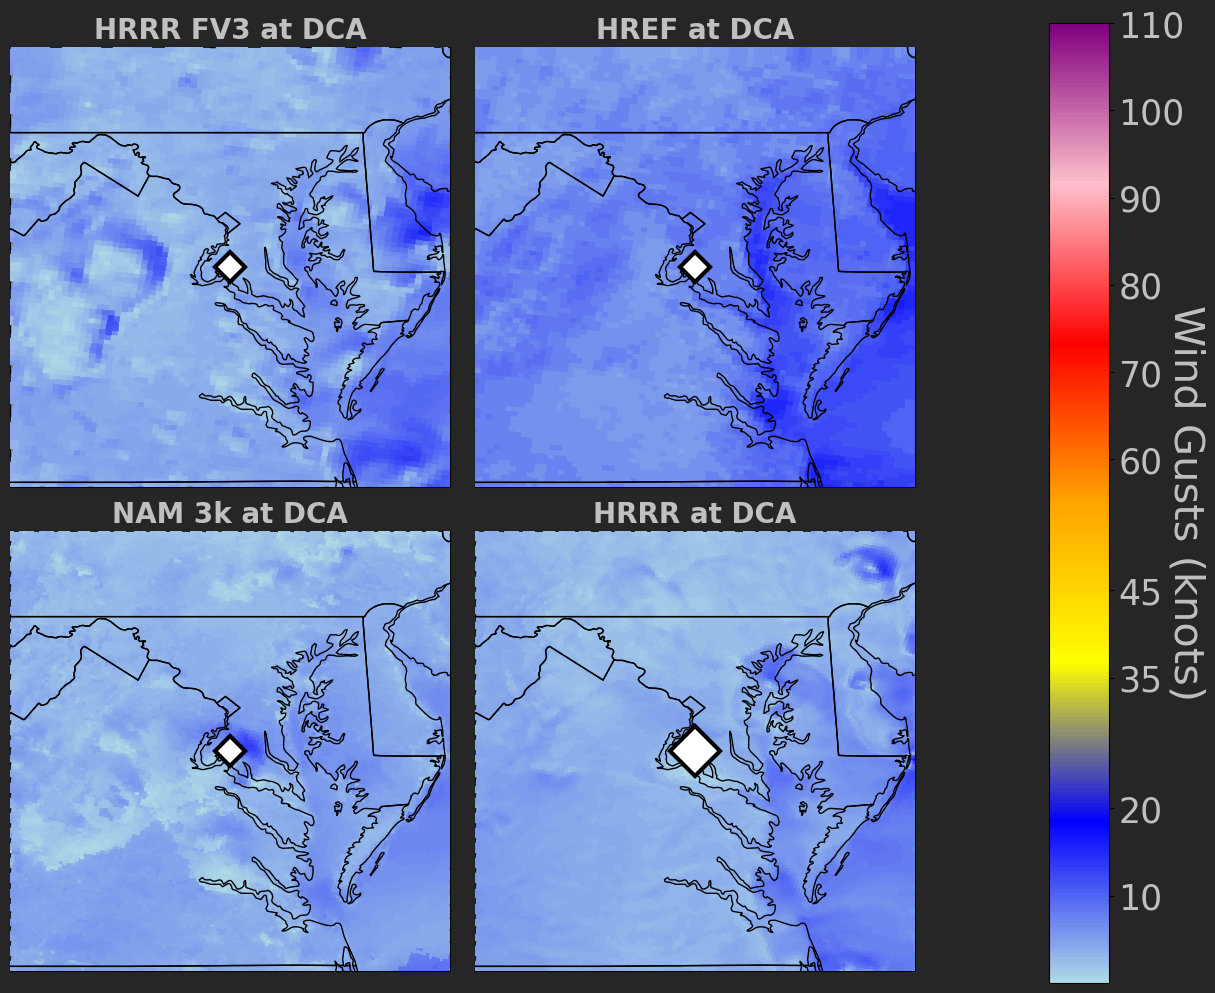 HRRR FV3 at DCA
HREF at DCA
NAM 3k at DCA
HRRR at DCA
110
100
90
80
70
60
45
35
20
10
Wind Gusts (knots)